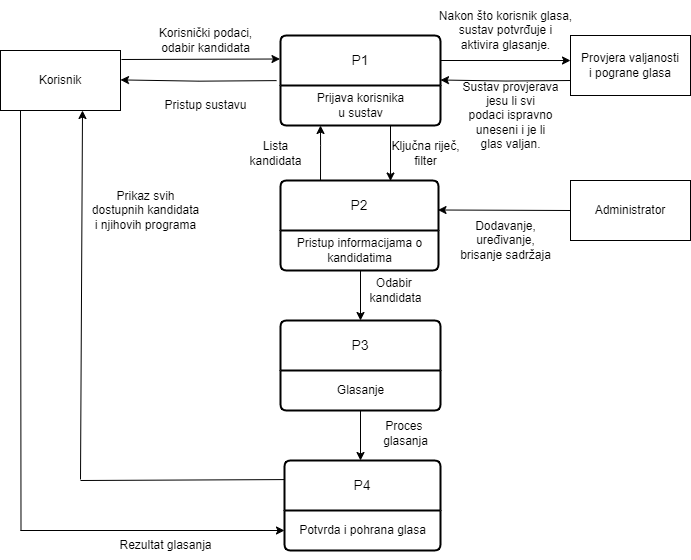 Korisnički podaci,
odabir kandidata
Nakon što korisnik glasa,
sustav potvrđuje i
aktivira glasanje.
Korisnik
P1
Provjera valjanosti
i pograne glasa
Pristup sustavu
Prijava korisnika
u sustav
Sustav provjerava
jesu li svi
podaci ispravno
uneseni i je li
glas valjan.
Lista
kandidata
Ključna riječ,
filter
Prikaz svih
dostupnih kandidata
i njihovih programa
P2
Administrator
Pristup informacijama o
kandidatima
Dodavanje,
uređivanje,
brisanje sadržaja
Odabir
kandidata
P3
Glasanje
Proces
glasanja
P4
Potvrda i pohrana glasa
Rezultat glasanja